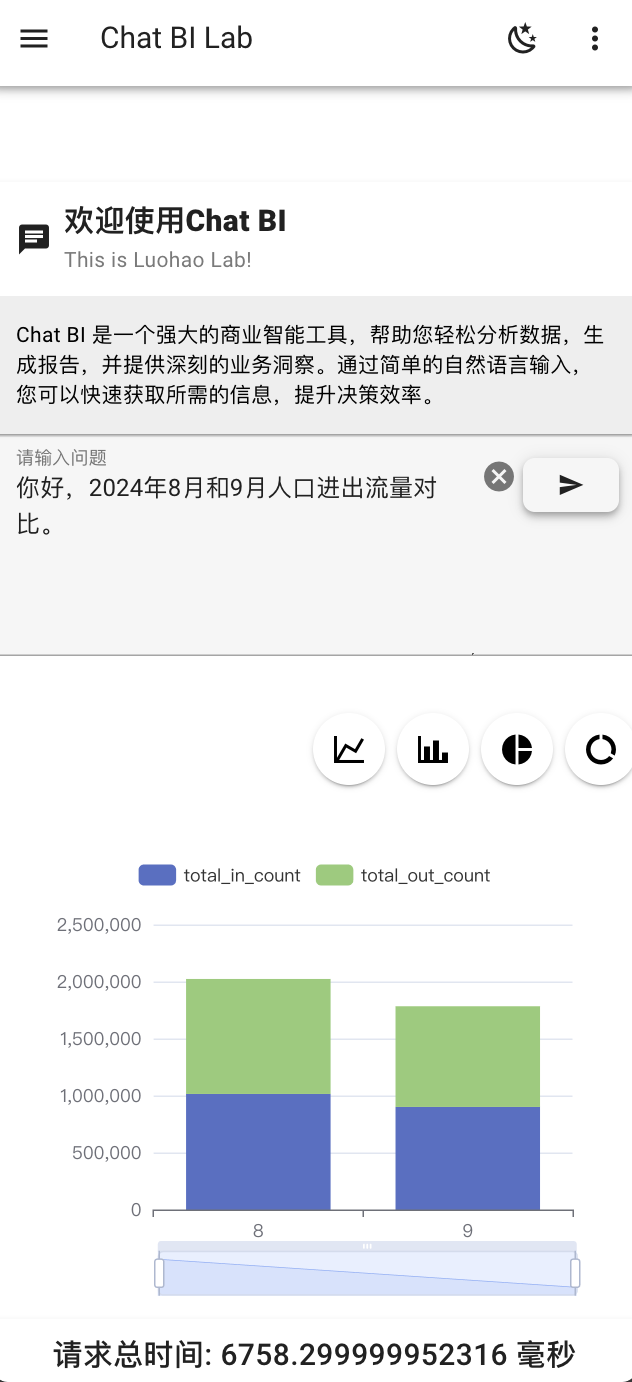 Chat BI Lab
欢迎使用Chat BI
This is Luohao Lab!
Chat BI 是一个强大的商业智能工具，帮助您轻松分析数据，生
成报告，并提供深刻的业务洞察。通过简单的自然语言输入，
您可以快速获取所需的信息，提升决策效率。
请输入问题
你好，2024年8月和9月人口进出流量对
比。
total_in_count total_out_count
2,500,000
2,000,000
1,500,000
1,000,000
500,000
0
8 9
请求总时间: 6758.299999952316 毫秒